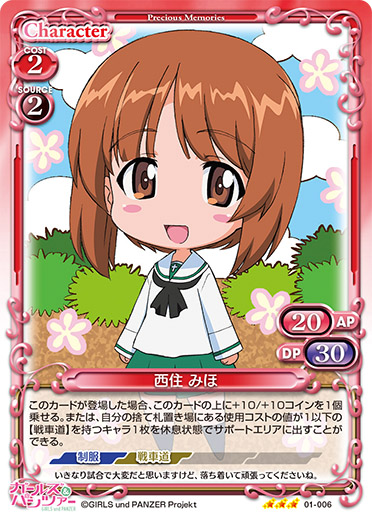 Precious Memories
Character
COST
2
SOURCE
2
20 AP
DP 30
西住 みほ
このカードが登場した場合、このカードの上に+10/+10コインを1個
乗せる。または、自分の捨て札置き場にある使用コストの値が1以下の
【戦車道】を持つキャラ1枚を休息状態でサポートエリアに出すことが
できる。
制服 戦車道
いきなり試合で大変だと思いますけど、落ち着いて頑張ってくださいね。
ガールズ&パンツァー
GIRLS und PANZER
©GIRLS und PANZER Projekt
01-006